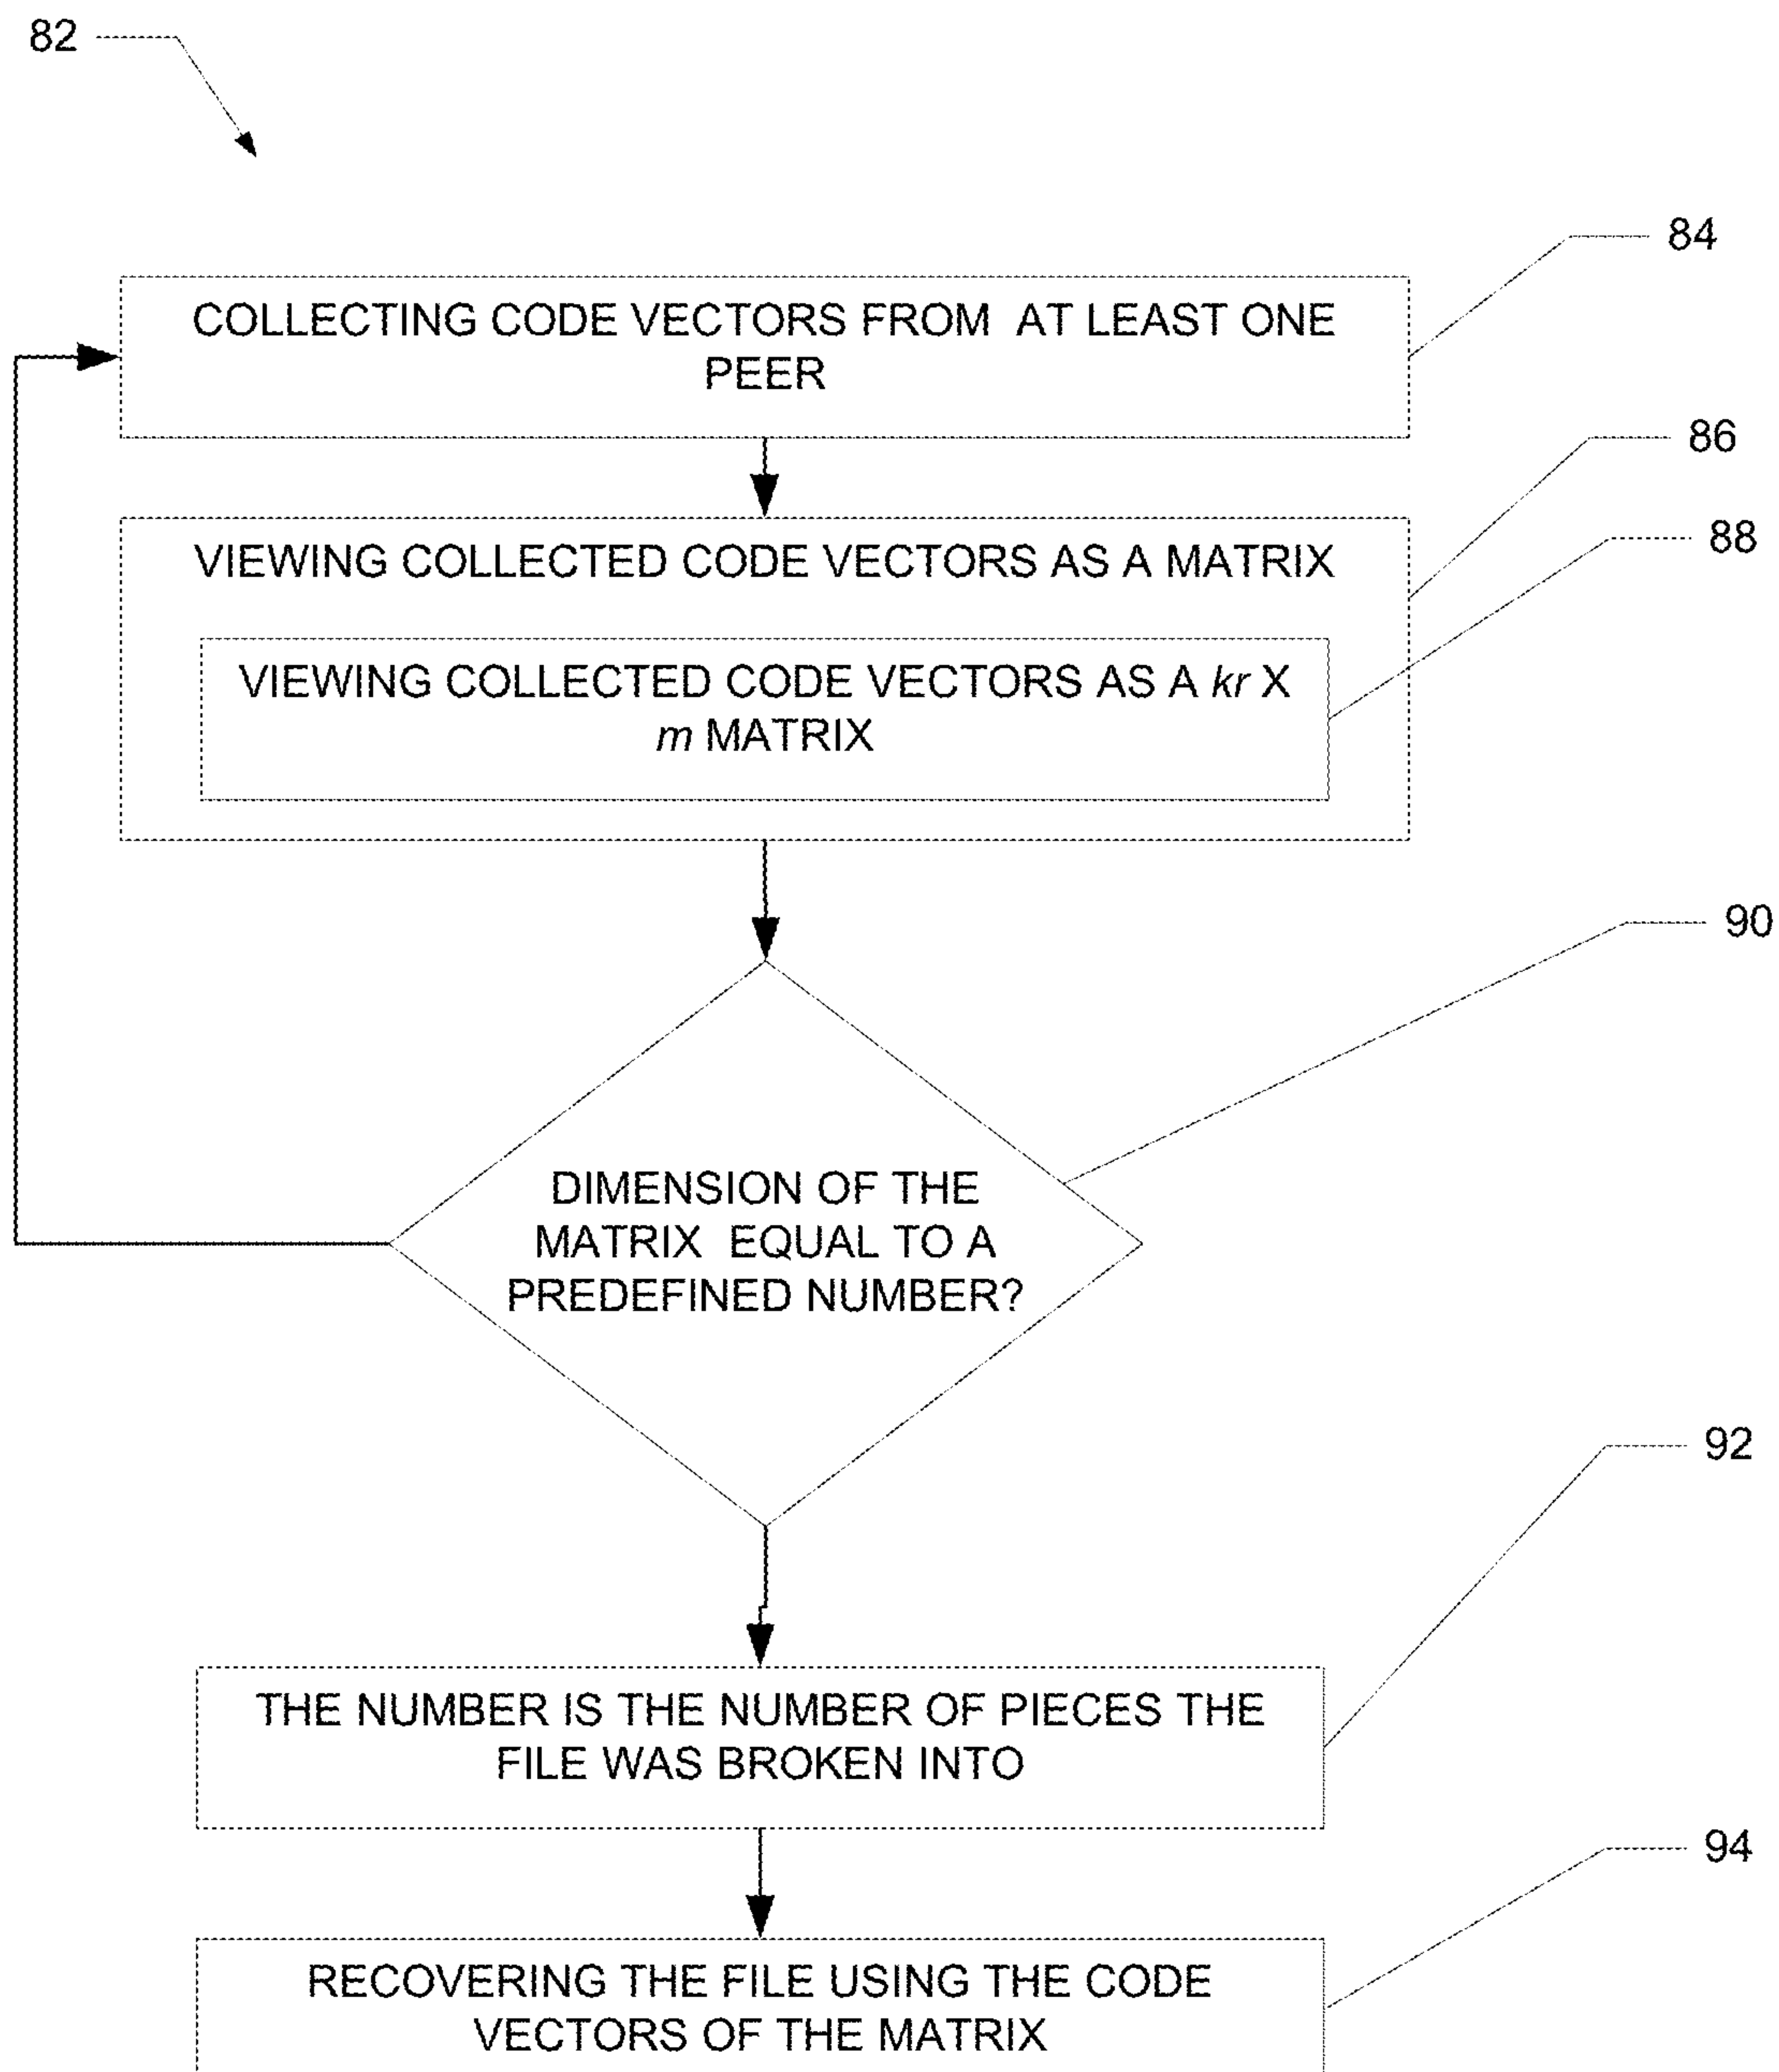 82
84
COLLECTING CODE VECTORS FROM AT LEAST ONE
PEER
86
VIEWING COLLECTED CODE VECTORS AS A MATRIX
88
VIEWING COLLECTED CODE VECTORS AS A kr X
m MATRIX
90
DIMENSION OF THE
MATRIX EQUAL TO A
PREDEFINED NUMBER?
92
THE NUMBER IS THE NUMBER OF PIECES THE
FILE WAS BROKEN INTO
94
RECOVERING THE FILE USING THE CODE
VECTORS OF THE MATRIX